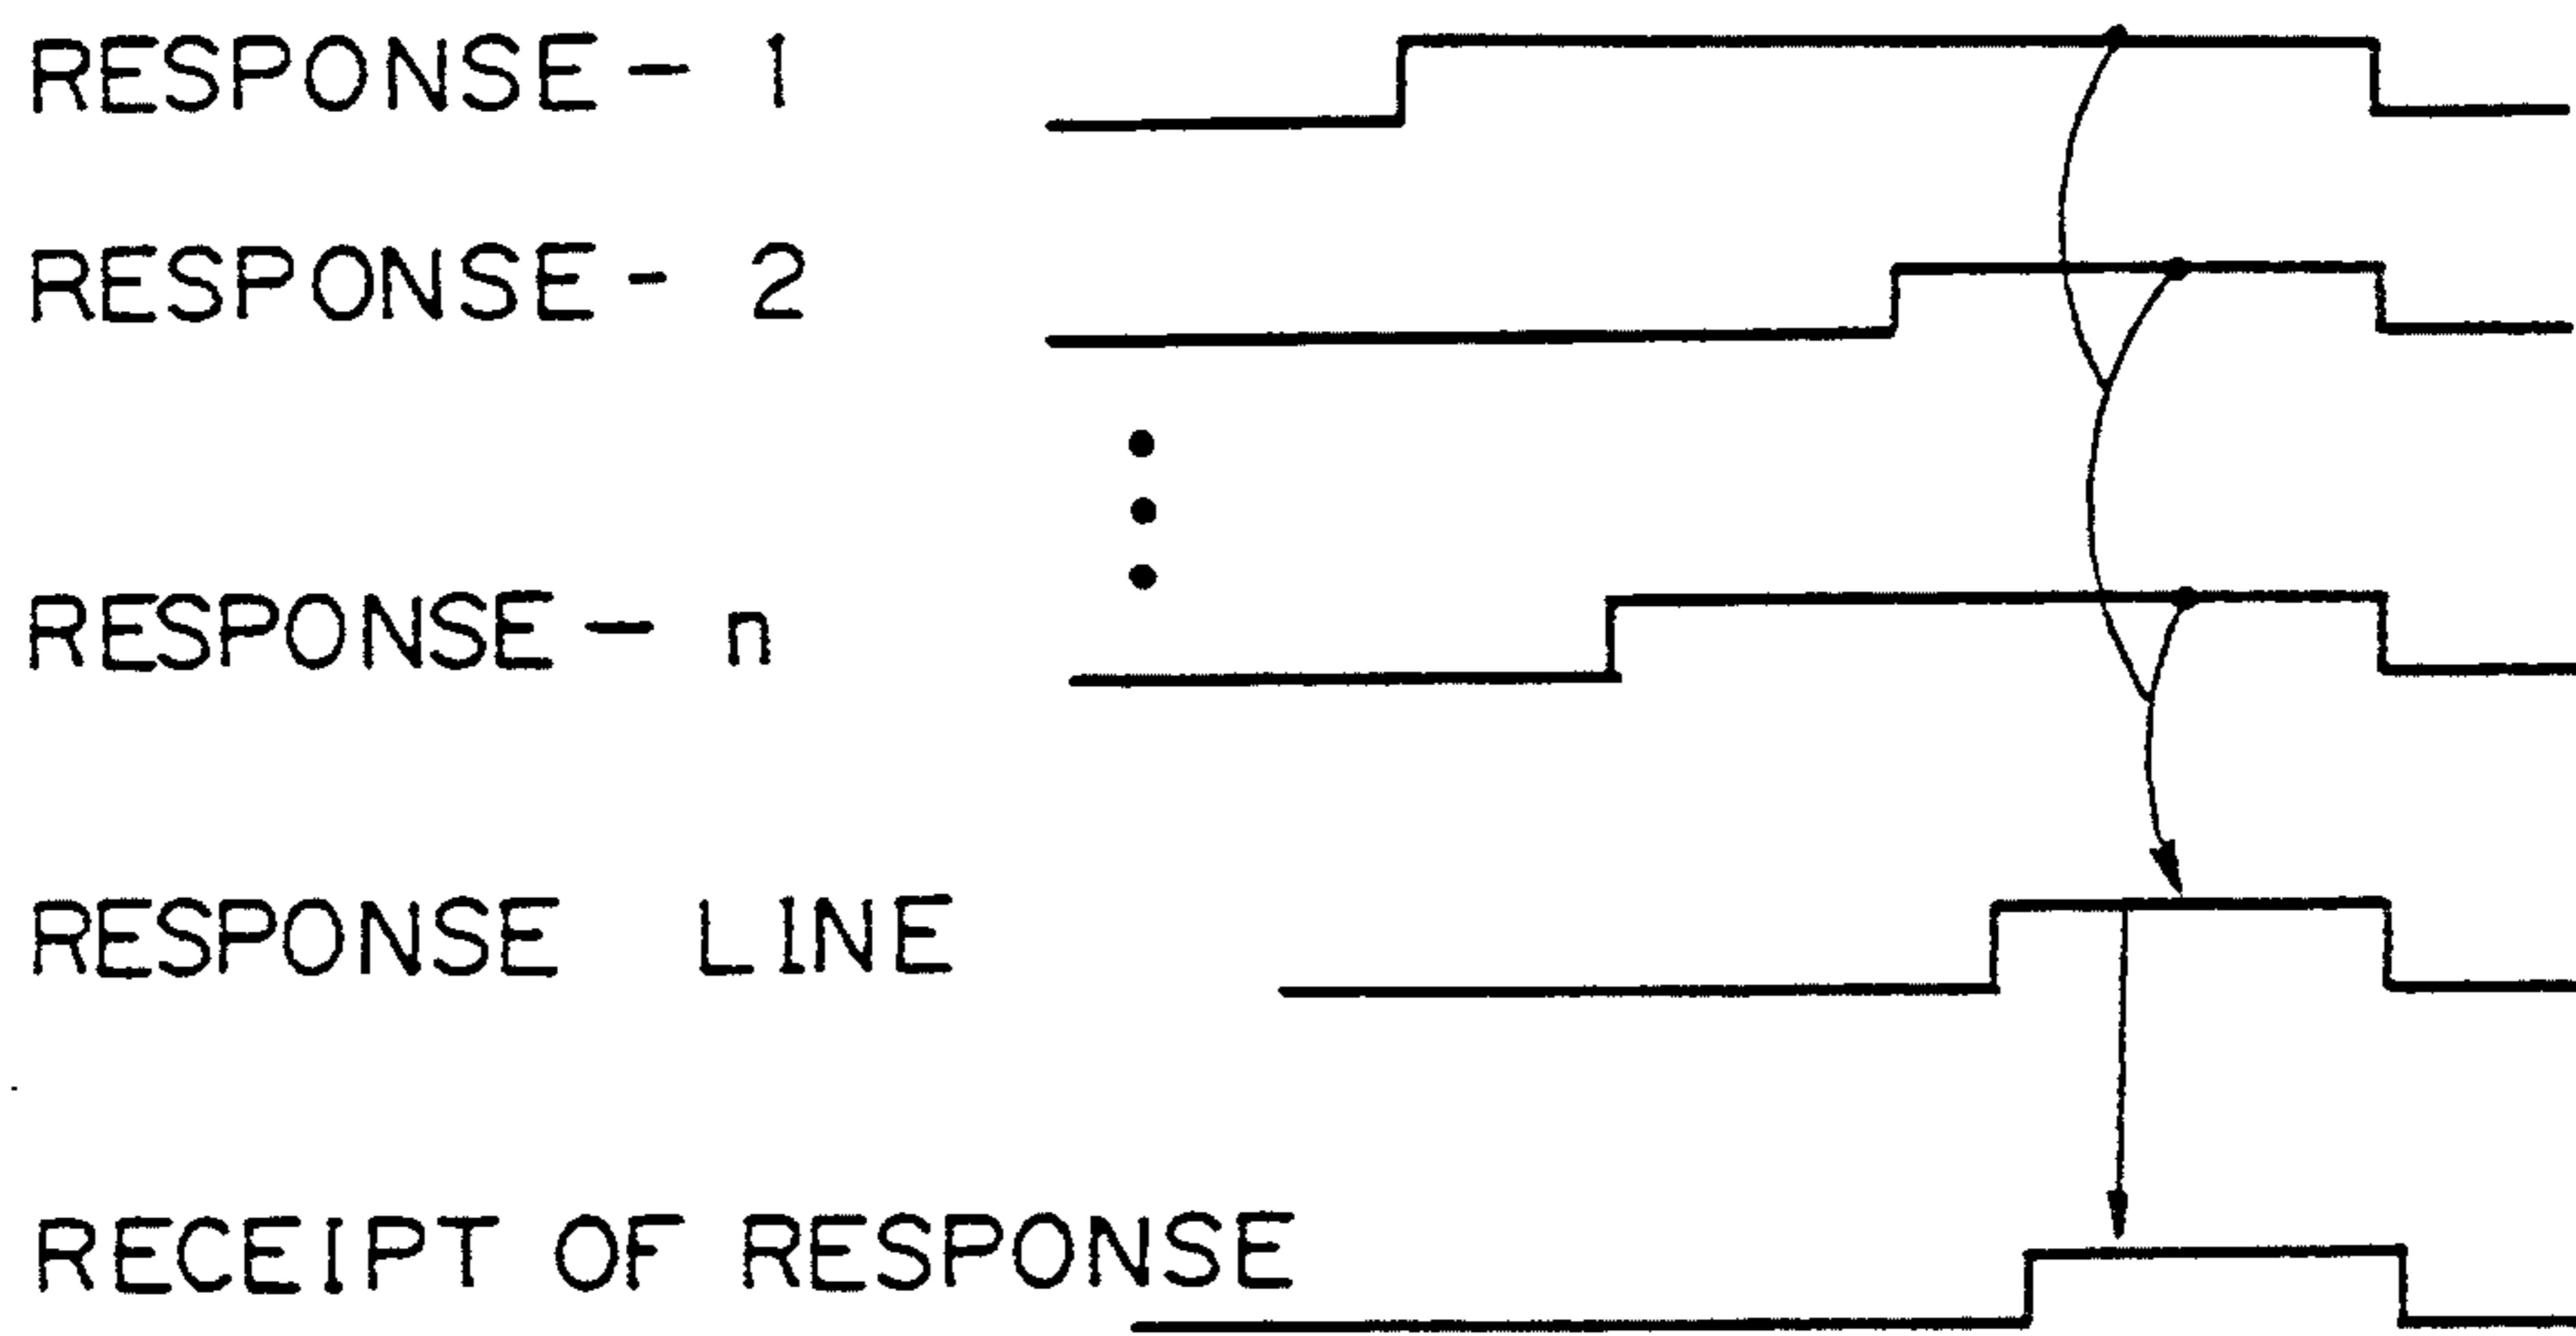 RESPONSE - 1
RESPONSE - 2
RESPONSE - n
RESPONSE LINE
RECEIPT OF RESPONSE